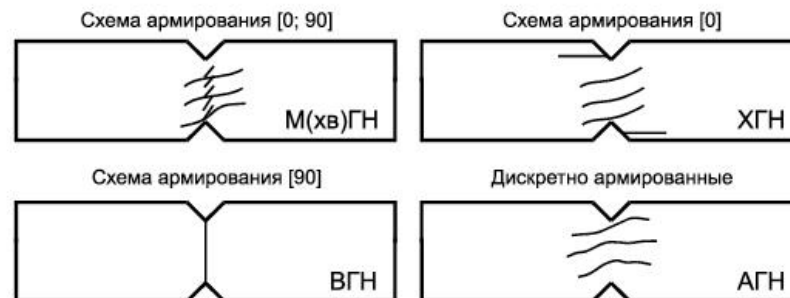 Схема армирования [0; 90]
М(хв)ГН
Схема армирования [0]
ХГН
Схема армирования [90]
ВГН
Дискретно армированные
АГН